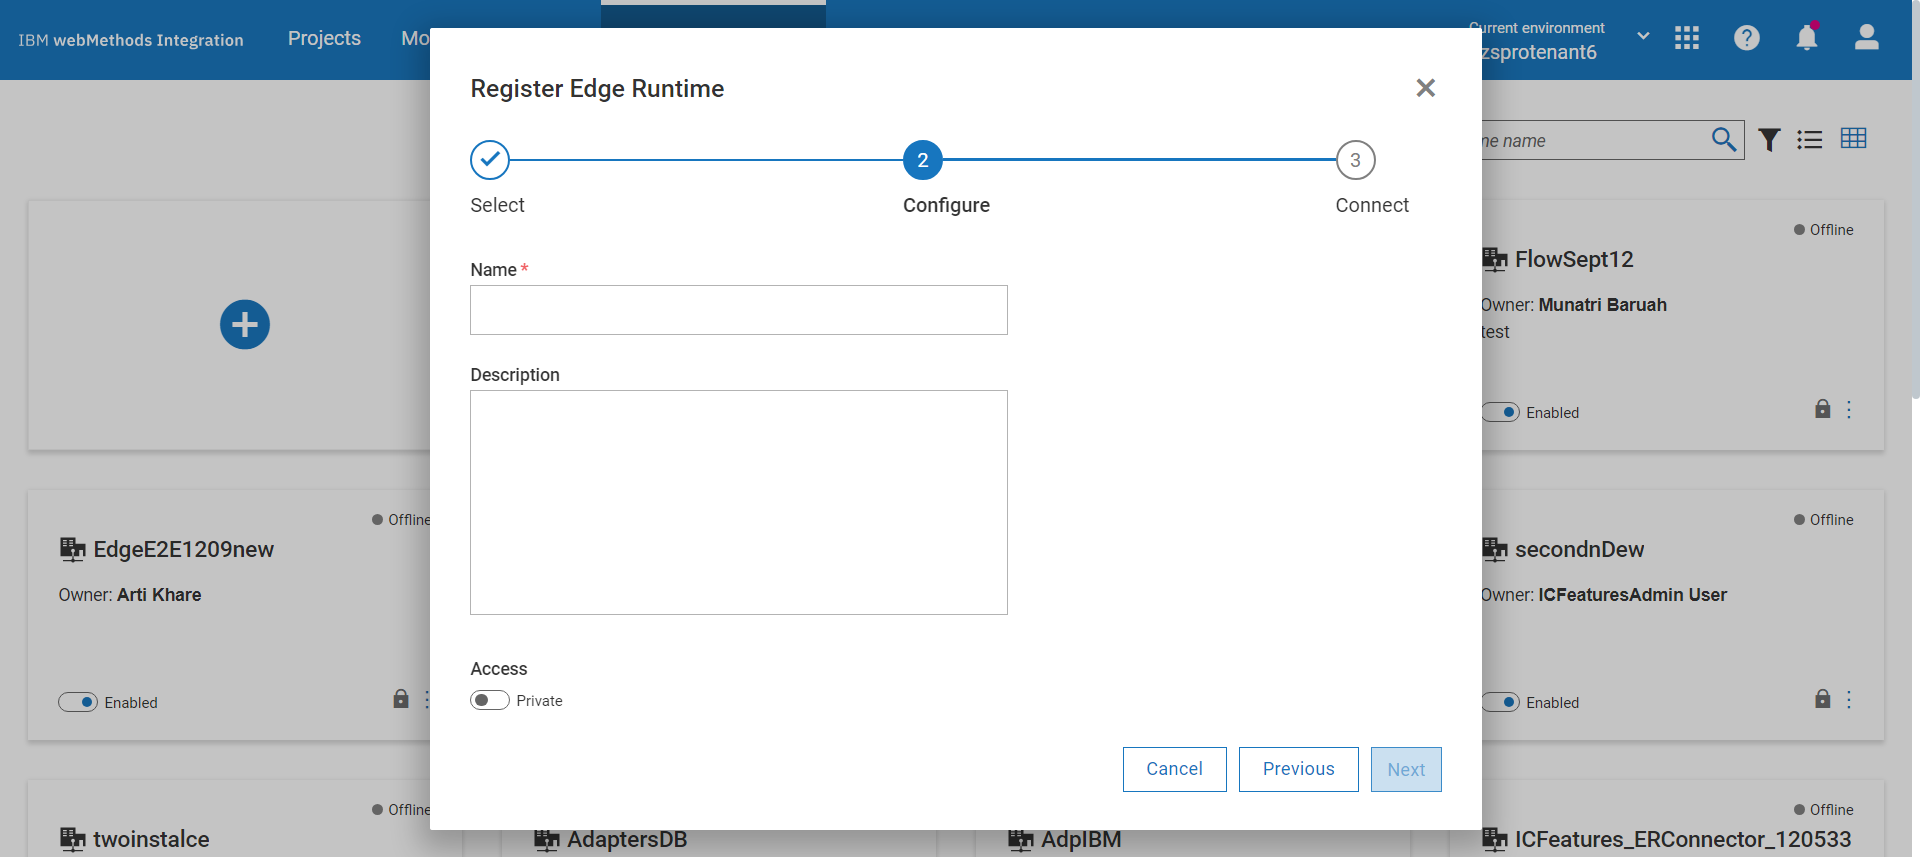 IBM webMethods Integration
Projects
Mo
Current environment
zsprotenant6
Register Edge Runtime
2
3
Select
Configure
Connect
me name
Name *
Description
Access
Private
Cancel
Previous
Next
Offline
FlowSept12
Owner: Munatri Baruah
test
Enabled
Offline
EdgeE2E1209new
Owner: Arti Khare
Enabled
Offline
secondnDew
Owner: ICFeaturesAdmin User
Enabled
Offline
twoinstalce
AdaptersDB
AdpIBM
Offline
ICFeatures_ERConnector_120533